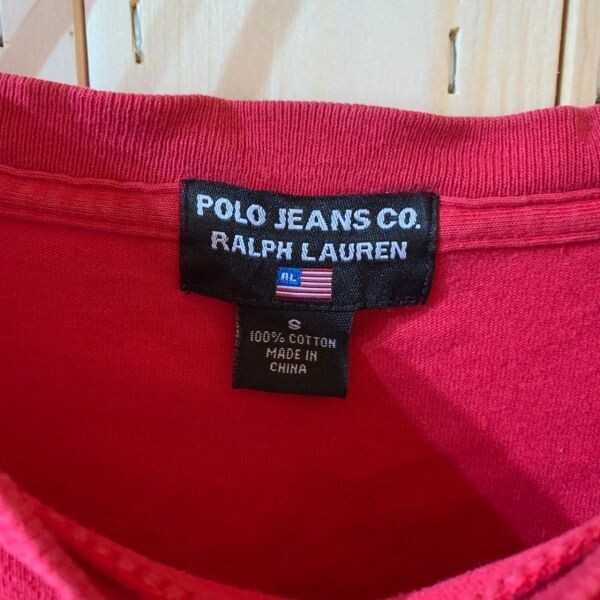 POLO JEANS CO.
RALPH LAUREN
RL
S
100% COTTON
MADE IN
CHINA